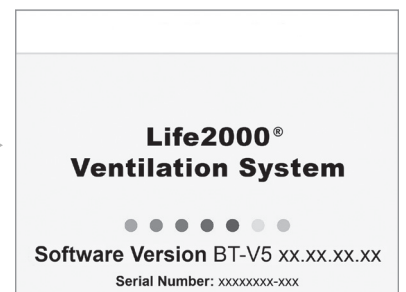 Life2000®
Ventilation System
Software Version BT-V5 xx.xx.xx.xx
Serial Number: xxxxxxxx-xxx